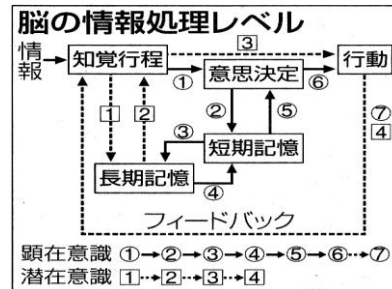 脳の情報処理レベル
情報
知覚行程
3
意思決定
行動
①
⑥
1
2
②
⑤
⑦
4
③
短期記憶
長期記憶
④
フィードバック
顕在意識 ①→②→③→④→⑤→⑥⇢⑦
潜在意識 1⇢2⇢3⇢4